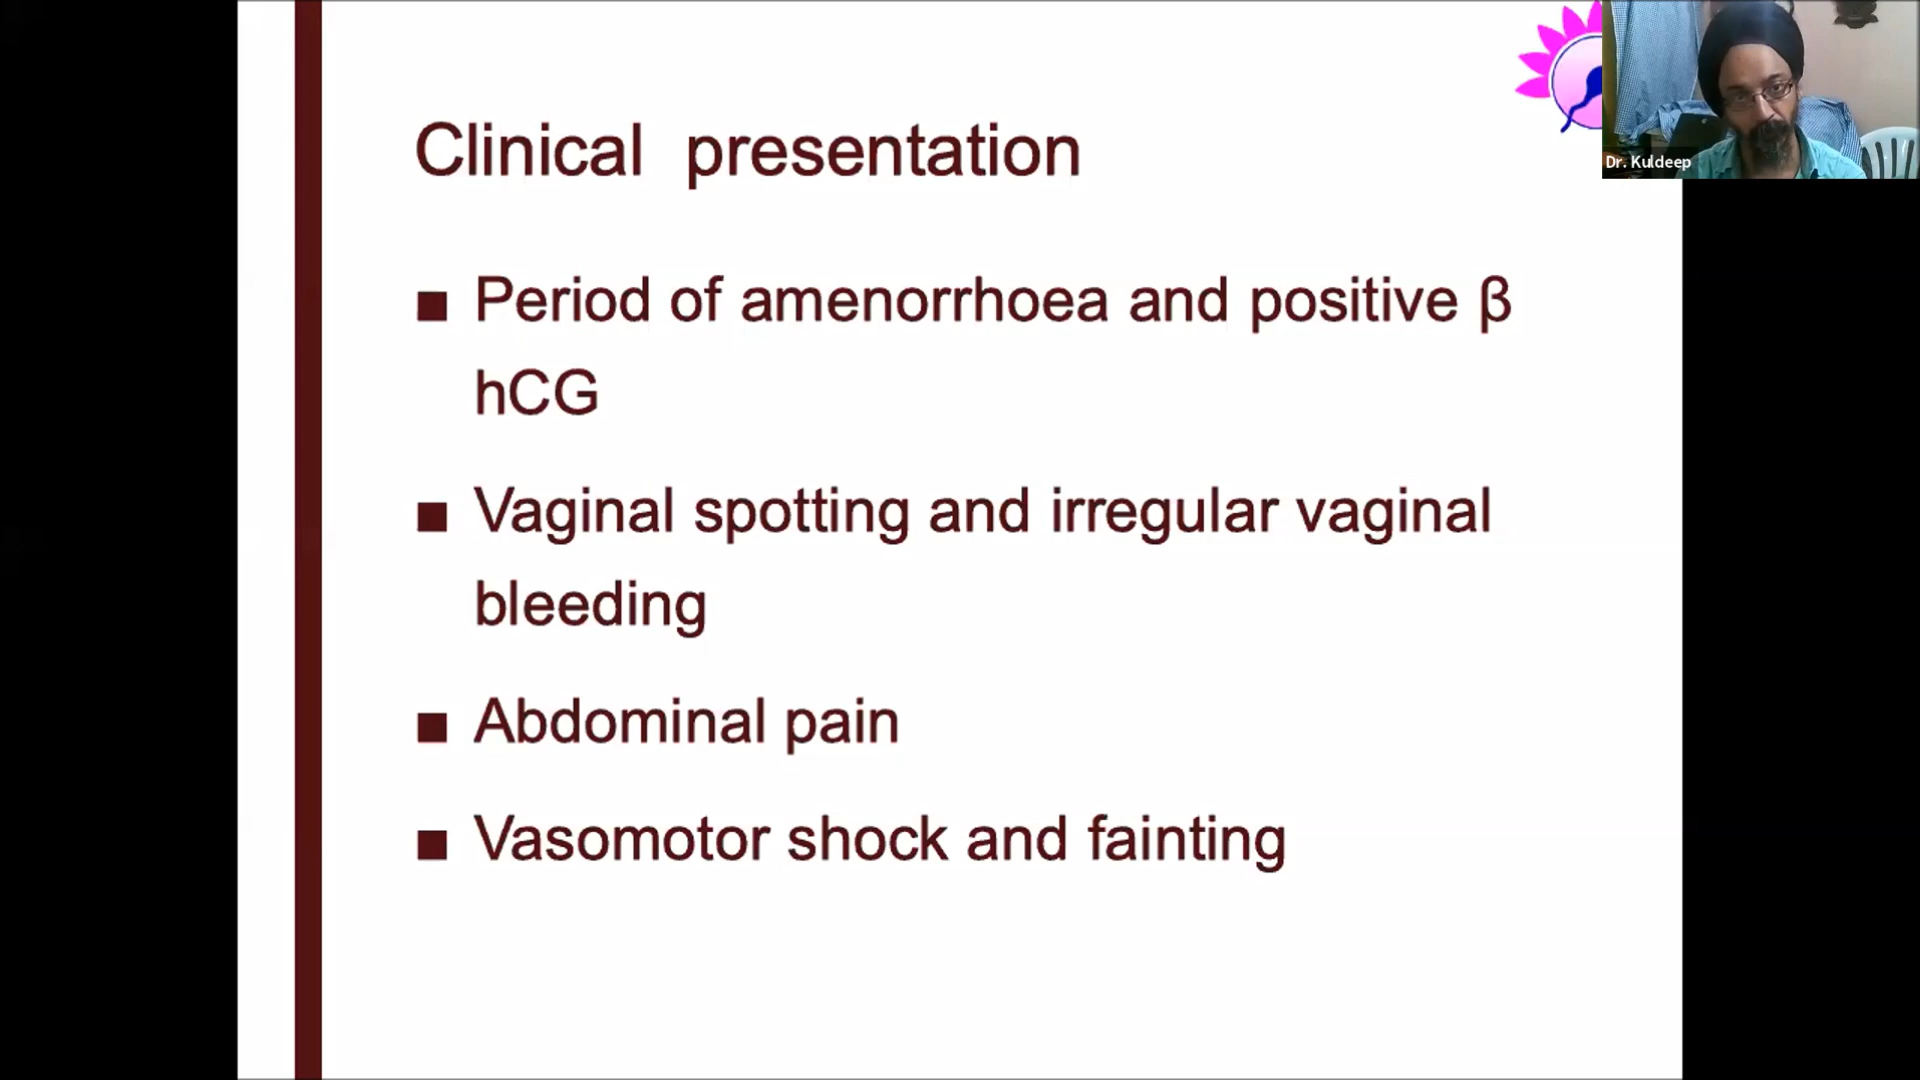 Clinical presentation
■ Period of amenorrhoea and positive β
hCG
■ Vaginal spotting and irregular vaginal
bleeding
■ Abdominal pain
■ Vasomotor shock and fainting
Dr. Kuldeep